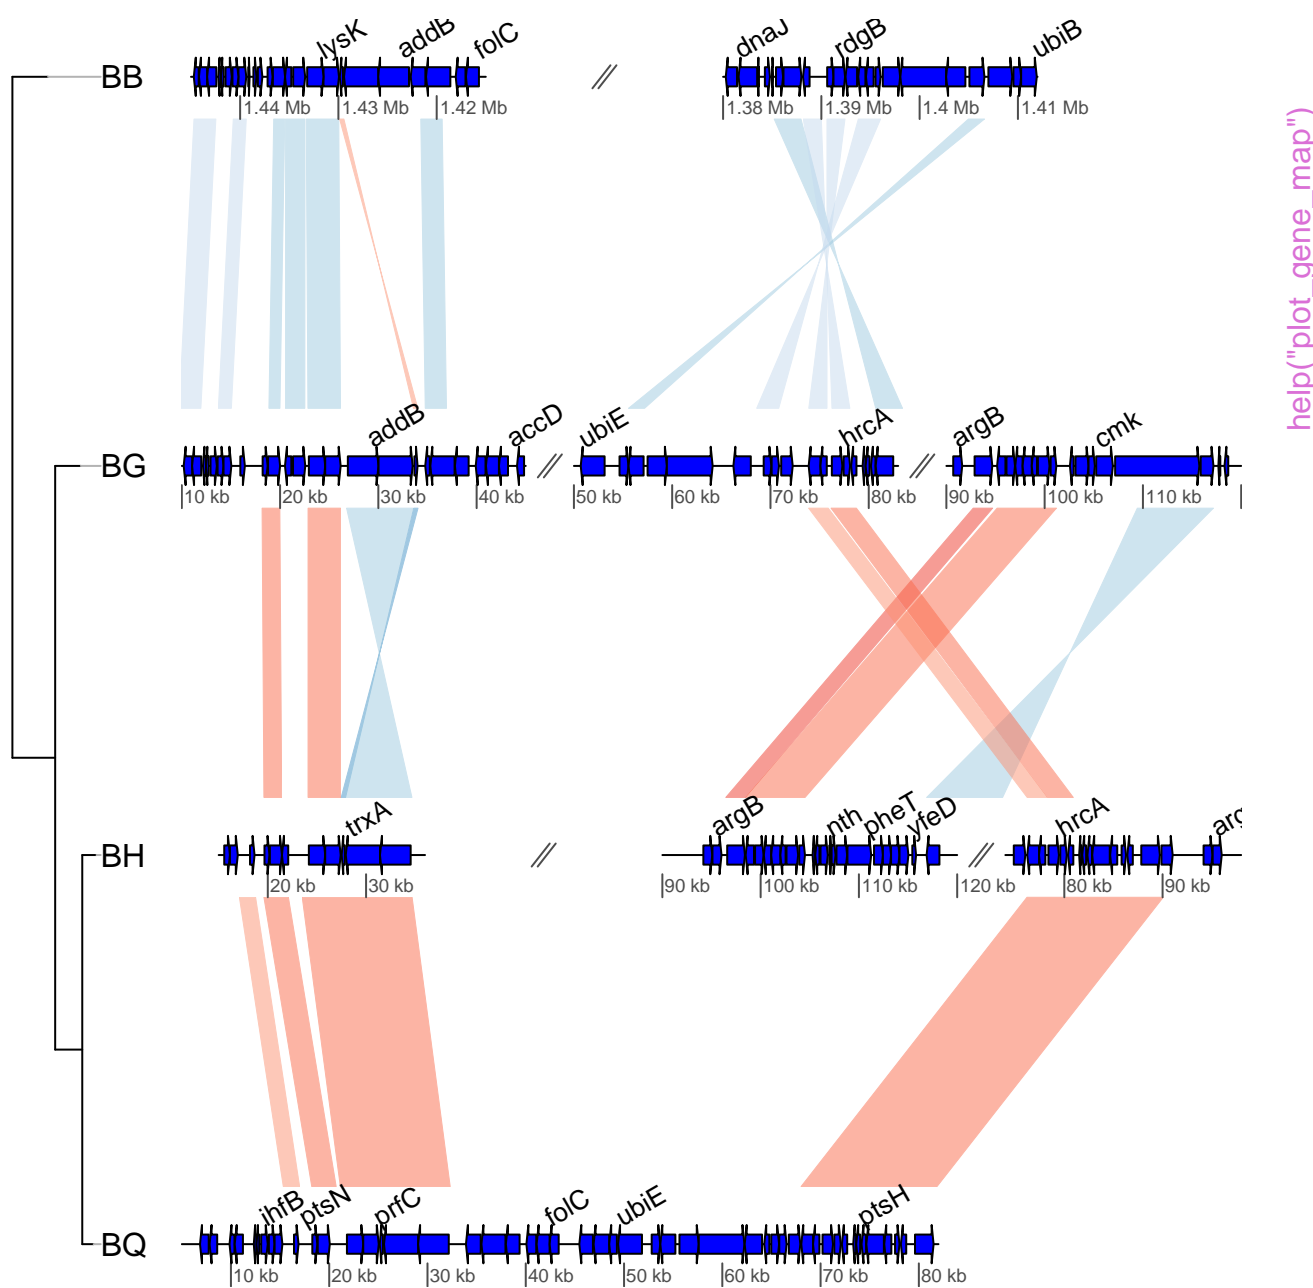 lysK addB folC dnaJ rdgB ubiB
BB
1.44 Mb 1.43 Mb 1.42 Mb 1.38 Mb 1.39 Mb 1.4 Mb 1.41 Mb
help("plot_gene_map")
addB accD ubiE hrcA argB cmk
BG
10 kb 20 kb 30 kb 40 kb 50 kb 60 kb 70 kb 80 kb 90 kb 100 kb 110 kb
trxA argB nth pheT yfeD hrcA arg
BH
20 kb 30 kb 90 kb 100 kb 110 kb 120 kb 80 kb 90 kb
ihfB ptsN prfC folC ubiE ptsH
BQ
10 kb 20 kb 30 kb 40 kb 50 kb 60 kb 70 kb 80 kb